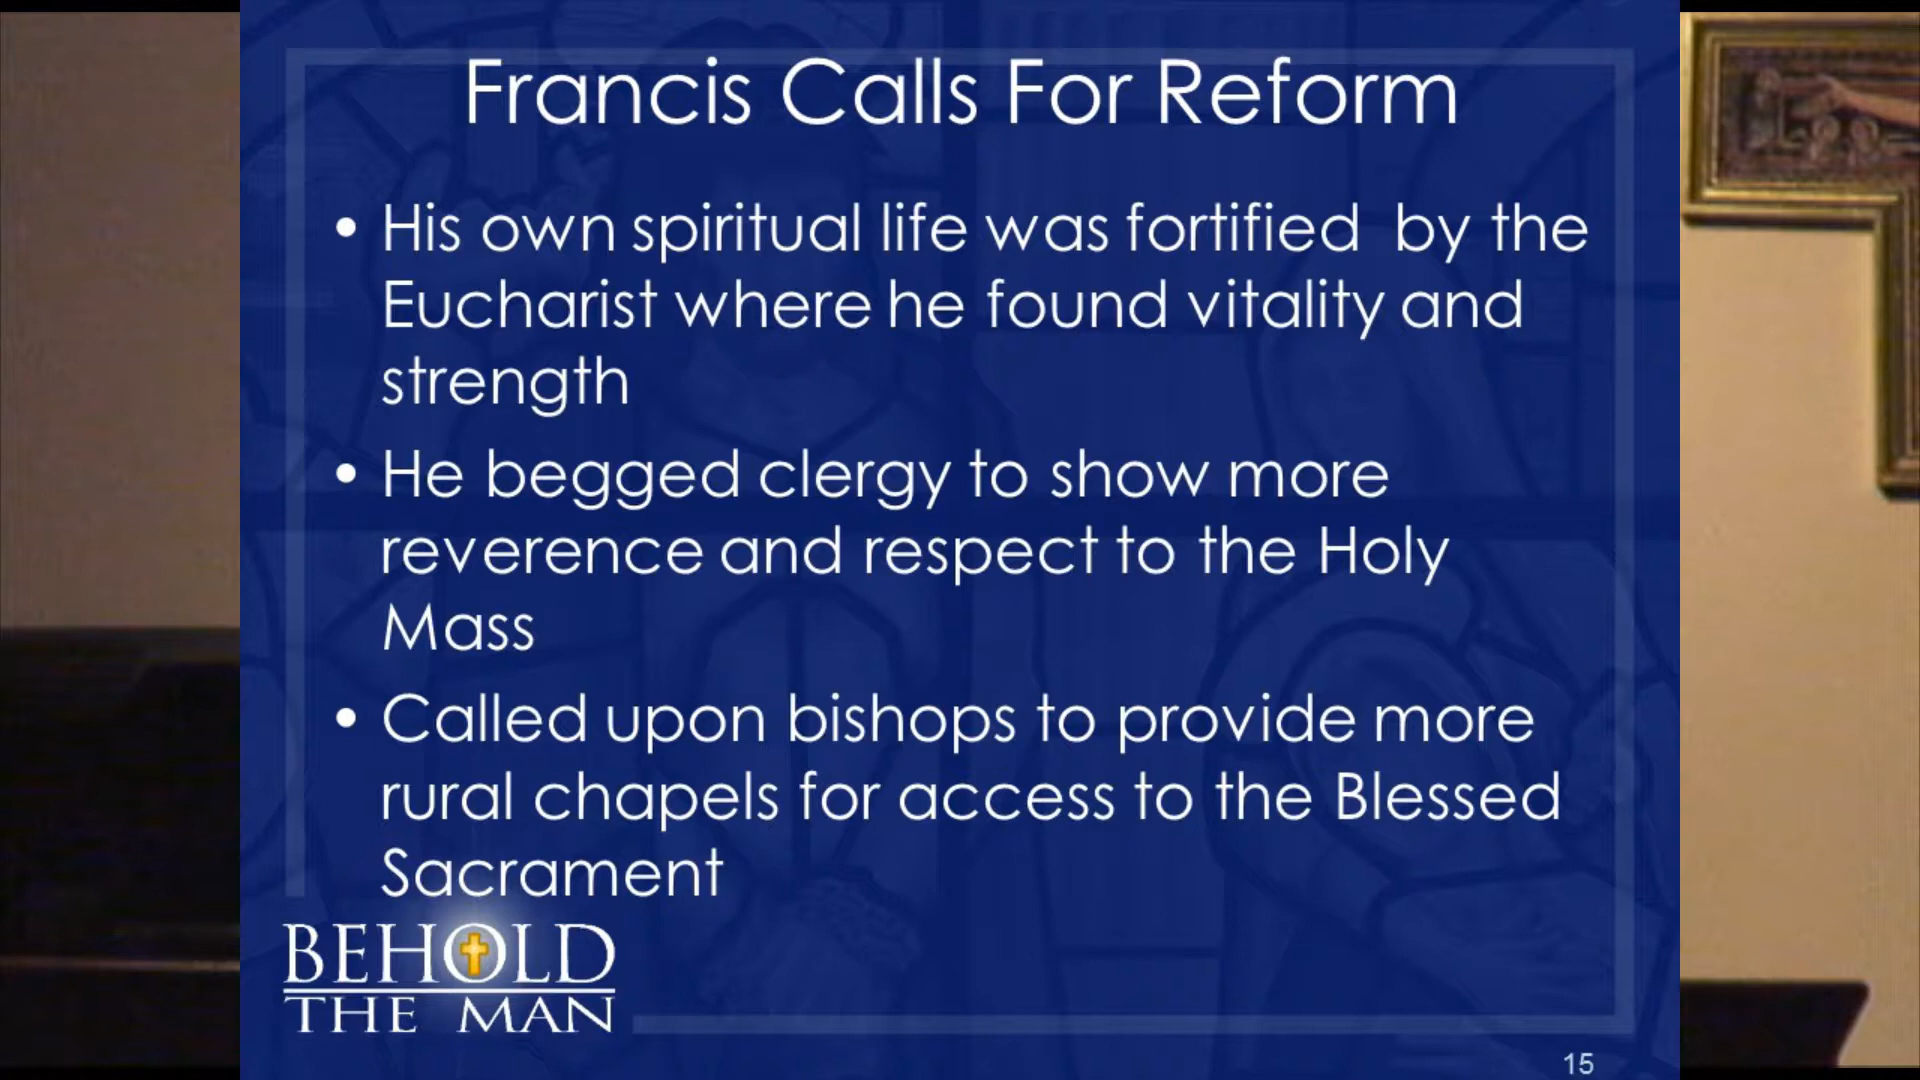 Francis Calls For Reform
• His own spiritual life was fortified  by the
Eucharist where he found vitality and
strength
• He begged clergy to show more
reverence and respect to the Holy
Mass
• Called upon bishops to provide more
rural chapels for access to the Blessed
Sacrament
BEHOLD
THE MAN
15